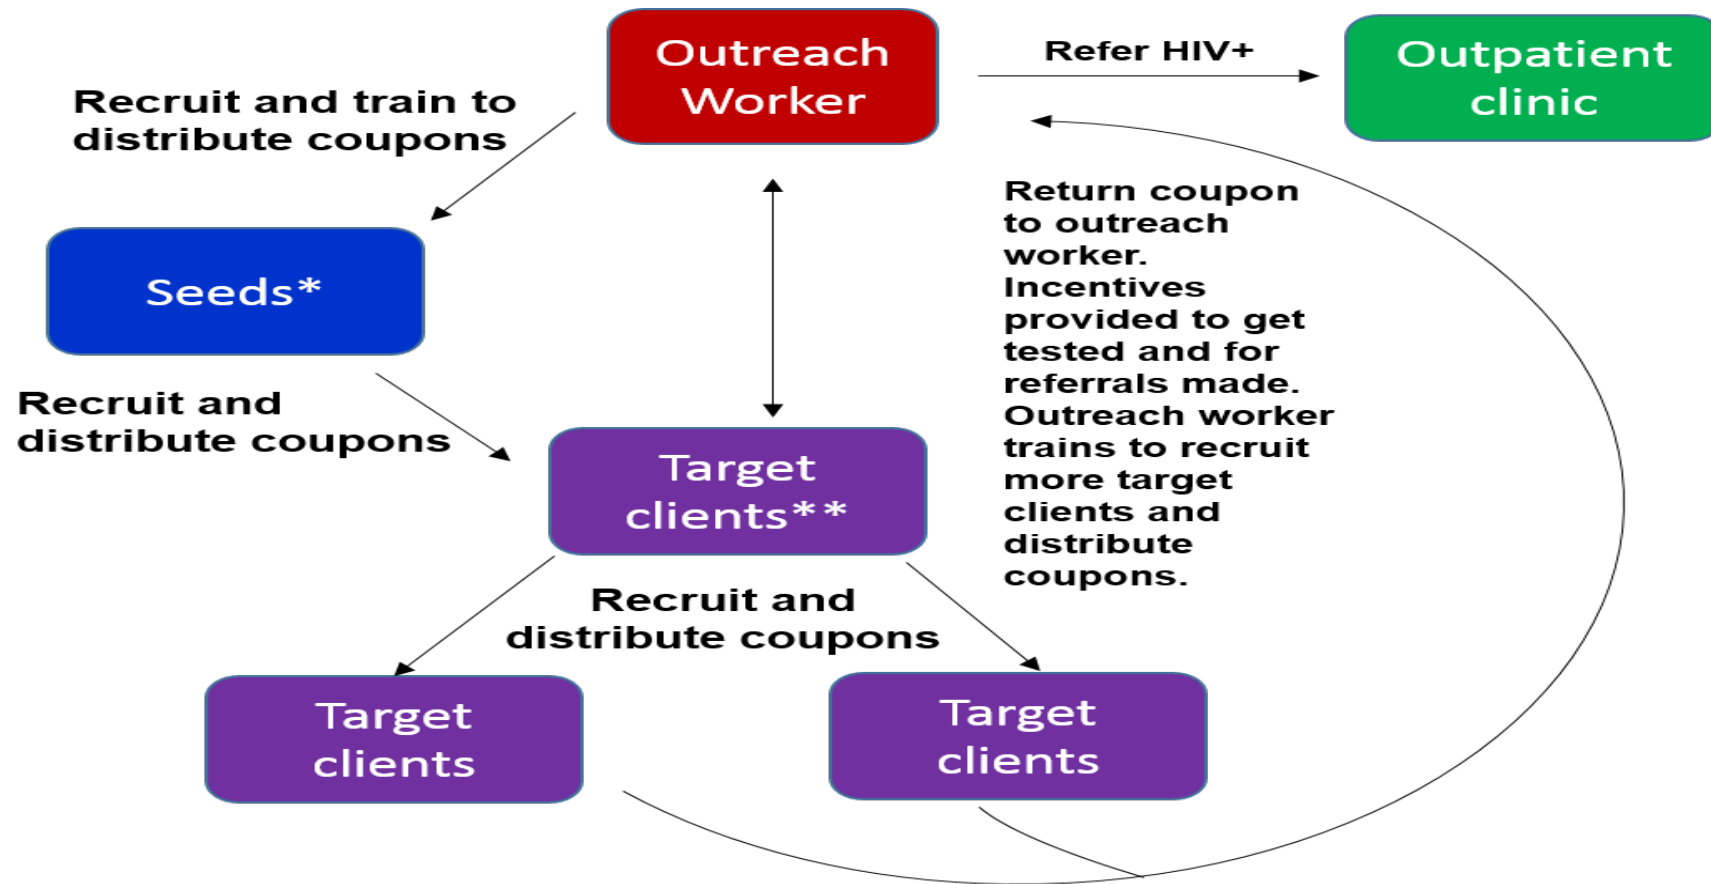 Outreach
Worker
Refer HIV+
Outpatient
clinic
Recruit and train to
distribute coupons
Seeds*
Return coupon
to outreach
worker.
Incentives
provided to get
tested and for
referrals made.
Outreach worker
trains to recruit
more target
clients and
distribute
coupons.
Recruit and
distribute coupons
Target
clients**
Recruit and
distribute coupons
Target
clients
Target
clients